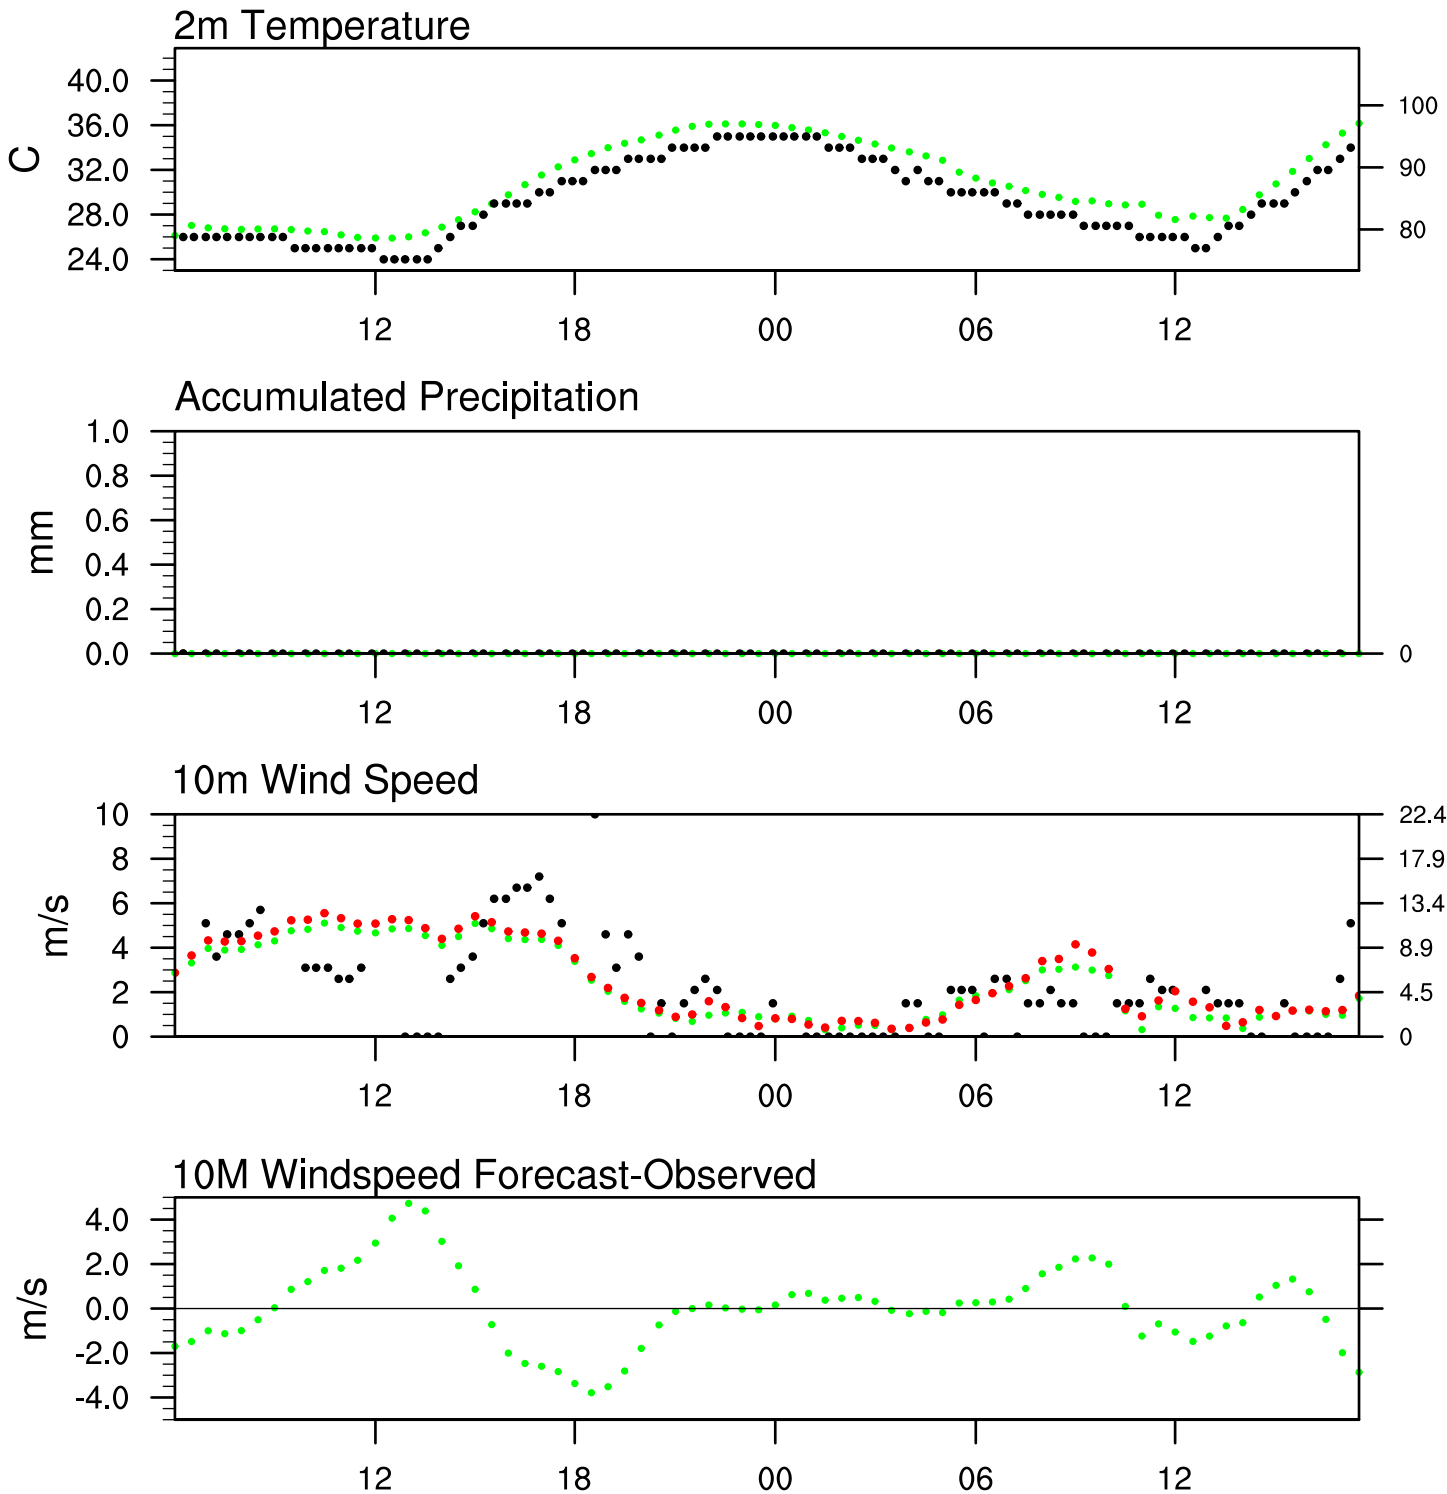 2m Temperature
40.0
36.0
32.0
28.0
24.0
C
100
90
80
12 18 00 06 12
Accumulated Precipitation
1.0
0.8
0.6
0.4
0.2
0.0
mm
0
12 18 00 06 12
10m Wind Speed
10
8
6
4
2
0
m/s
22.4
17.9
13.4
8.9
4.5
0
12 18 00 06 12
10M Windspeed Forecast-Observed
4.0
2.0
0.0
-2.0
-4.0
m/s
12 18 00 06 12